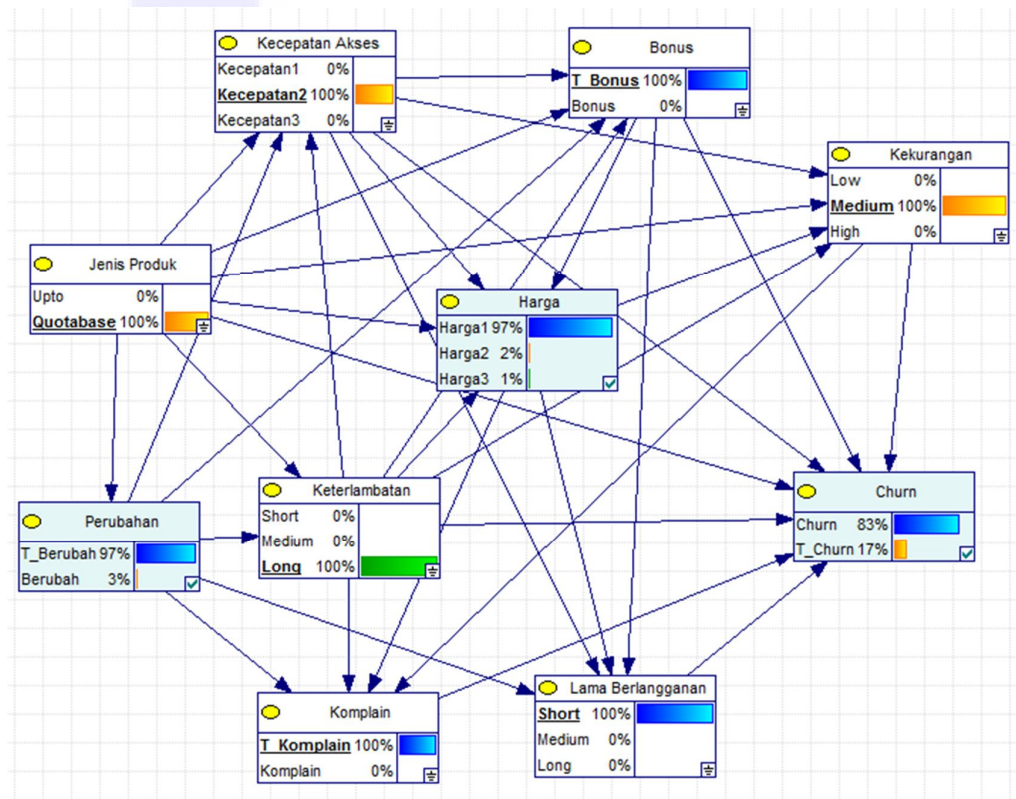 Kecepatan Akses
Kecepatan1 0%
Kecepatan2 100%
Kecepatan3 0%
Bonus
T_Bonus 100%
Bonus 0%
Kekurangan
Low 0%
Medium 100%
High 0%
Jenis Produk
Upto 0%
Quotabase 100%
Harga
Harga1 97%
Harga2 2%
Harga3 1%
Keterlambatan
Short 0%
Medium 0%
Long 100%
Churn
Churn 83%
T_Churn 17%
Perubahan
T_Berubah 97%
Berubah 3%
Komplain
T_Komplain 100%
Komplain 0%
Lama Berlangganan
Short 100%
Medium 0%
Long 0%